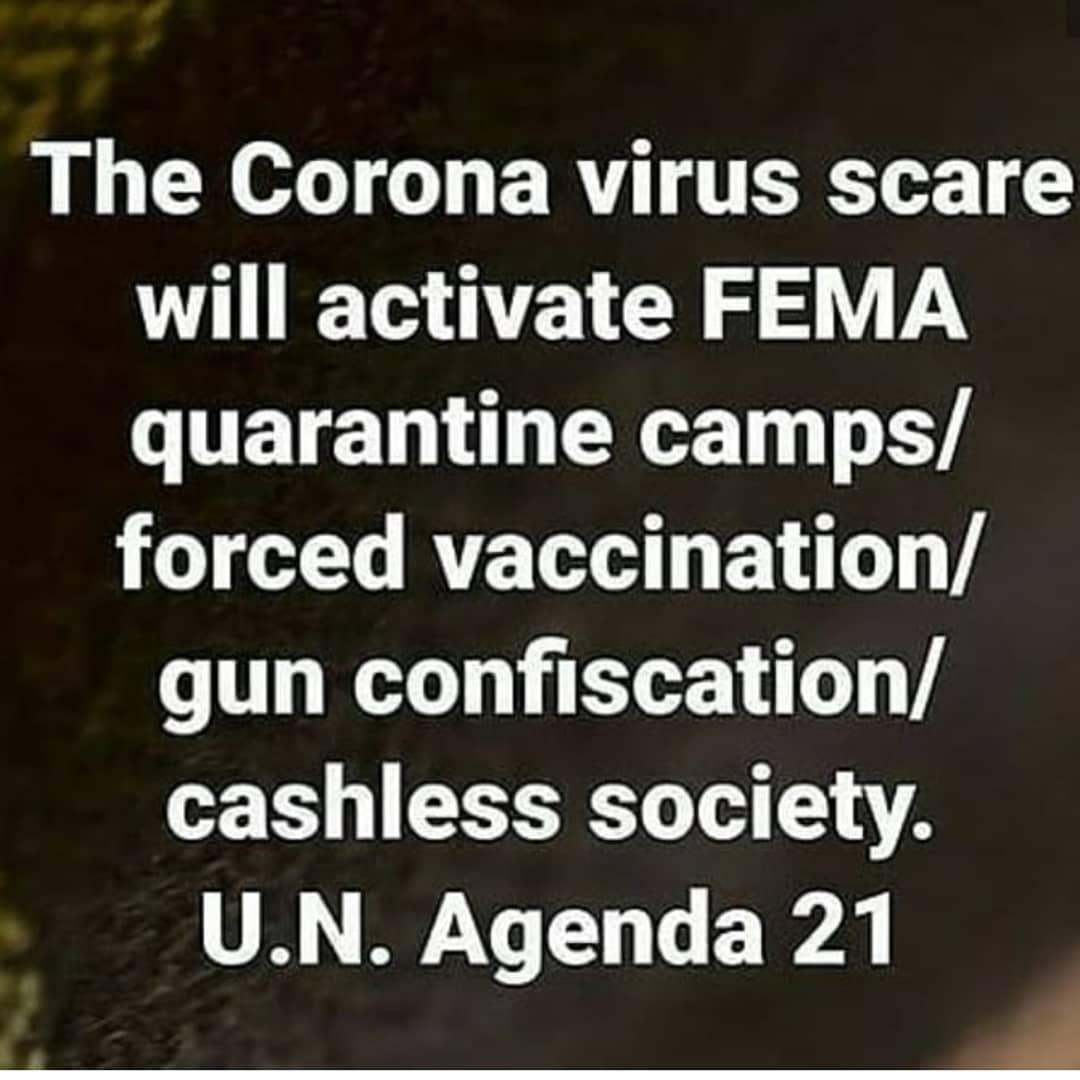 The Corona virus scare
will activate FEMA
quarantine camps/
forced vaccination/
gun confiscation/
cashless society.
U.N. Agenda 21